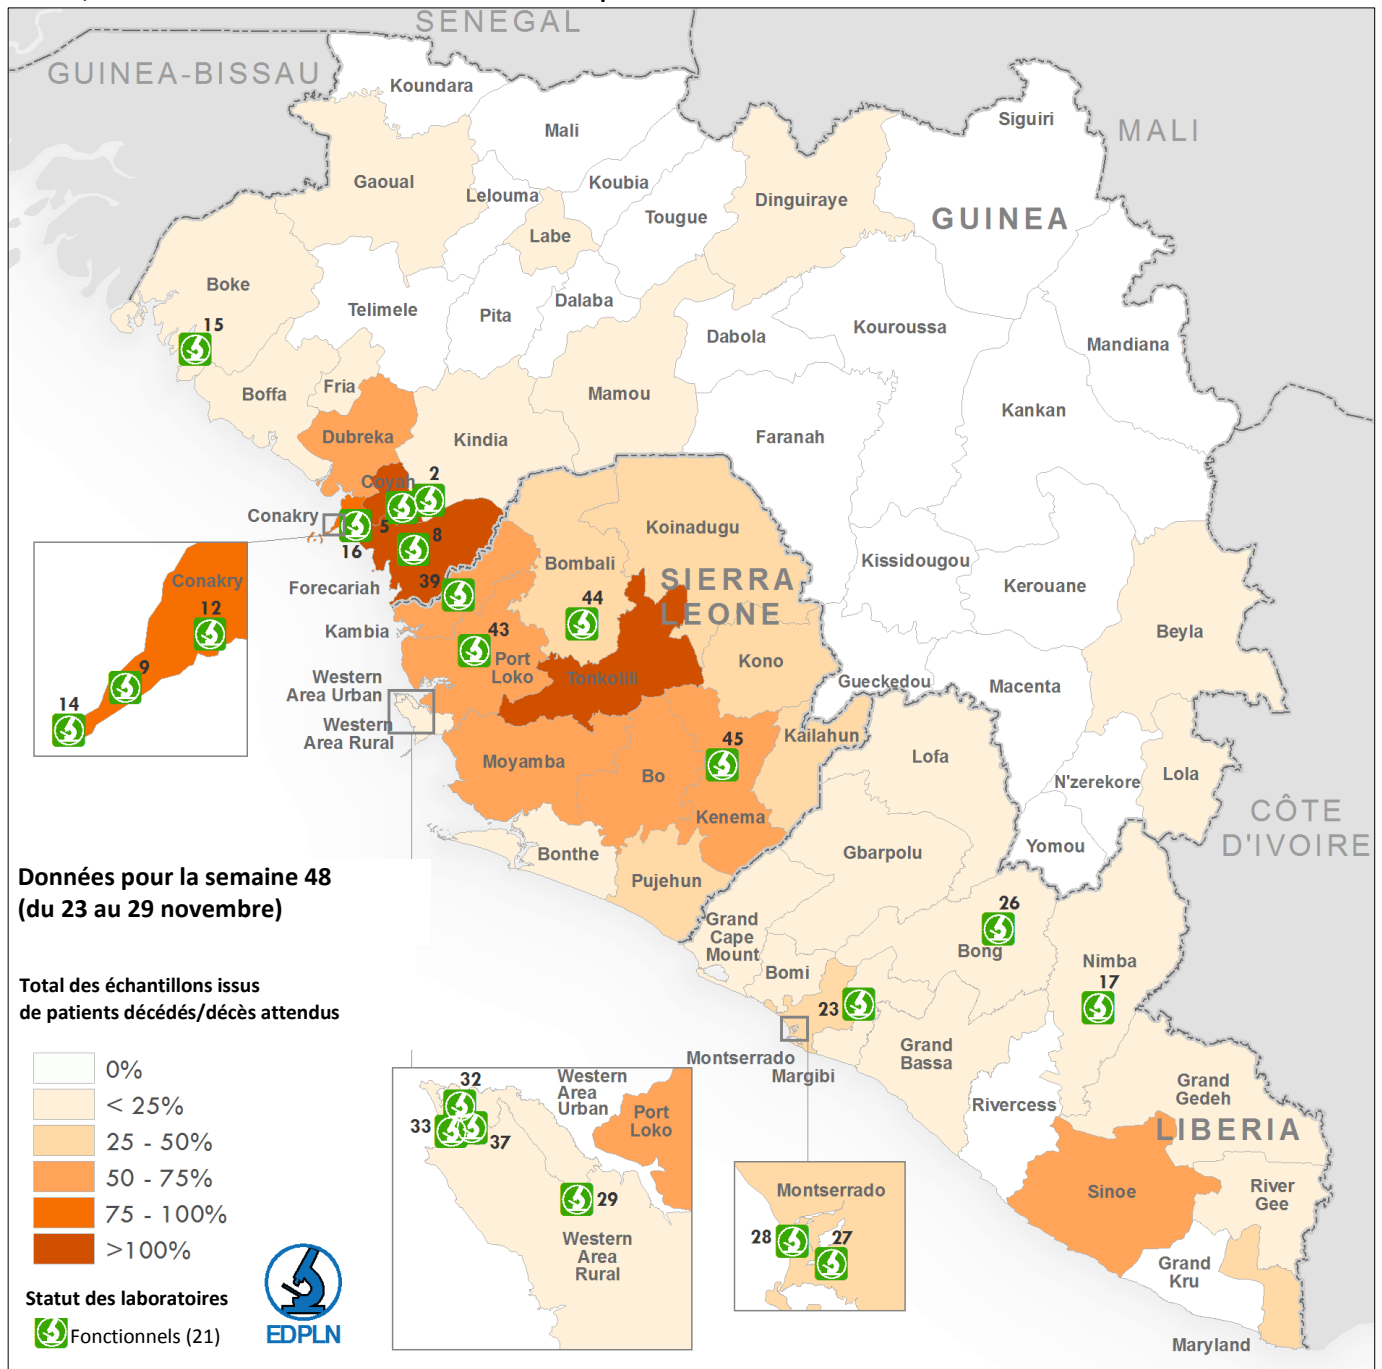 SENEGAL
GUINEA-BISSAU
Koundara
Mali
Siguiri
MALI
Gaoual
Lelouma
Koubia
Tougue
Dinguiraye
GUINEA
Labe
Boke
Telimele
Pita
Dalaba
Dabola
Kouroussa
Mandiana
15
Boffa
Fria
Mamou
Kankan
Dubreka
Kindia
Faranah
Coyah
2
Conakry
5
8
16
Koinadugu
Bombali
Kissidougou
Kerouane
Forecariah
39
SIERRA
LEONE
44
Kambia
43
Port
Loko
Kono
Beyla
Conakry
12
9
14
Western
Area Urban
Western
Area Rural
Tonkolili
Gueckedou
Macenta
Moyamba
Bo
45
Kailahun
Lofa
N'zerekore
Lola
Kenema
CÔTE
D'IVOIRE
Bonthe
Pujehun
Gbarpolu
Yomou
Données pour la semaine 48
(du 23 au 29 novembre)
Grand
Cape
Mount
26
Bong
Nimba
17
Bomi
23
Montserrado
Margibi
Grand
Bassa
Rivercess
Grand
Gedeh
LIBERIA
Sinoe
River
Gee
Grand
Kru
Maryland
Total des échantillons issus
de patients décédés/décès attendus
0%
< 25%
25 - 50%
50 - 75%
75 - 100%
>100%
Statut des laboratoires
Fonctionnels (21)
EDPLN
32
33
37
Western
Area
Urban
Port
Loko
29
Western
Area
Rural
Montserrado
28
27